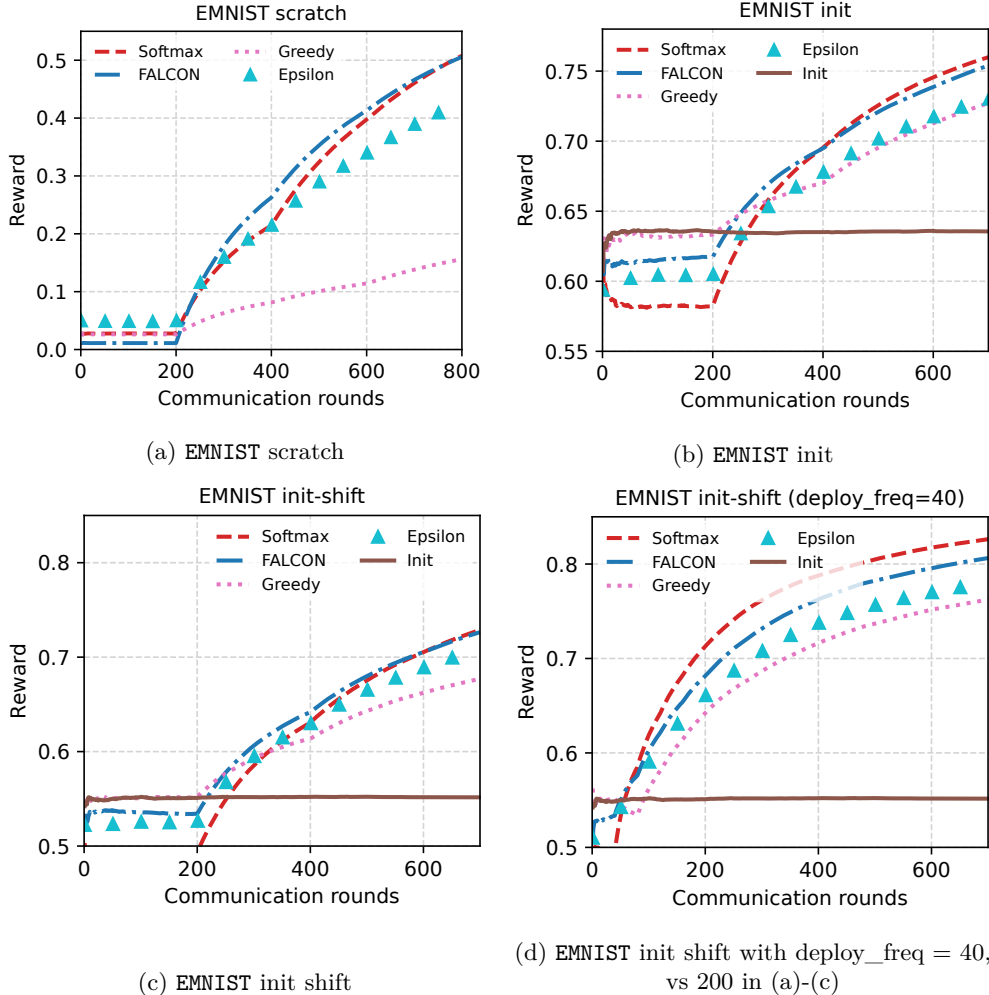 EMNIST scratch
Softmax
FALCON
Greedy
Epsilon
Reward
0.5
0.4
0.3
0.2
0.1
0.0
0
200
400
600
800
Communication rounds
(a) EMNIST scratch
EMNIST init
Softmax
FALCON
Greedy
Epsilon
Init
Reward
0.75
0.70
0.65
0.60
0.55
0
200
400
600
Communication rounds
(b) EMNIST init
EMNIST init-shift
Softmax
FALCON
Greedy
Epsilon
Init
Reward
0.8
0.7
0.6
0.5
0
200
400
600
Communication rounds
(c) EMNIST init shift
EMNIST init-shift (deploy_freq=40)
Softmax
FALCON
Greedy
Epsilon
Init
Reward
0.8
0.7
0.6
0.5
0
200
400
600
Communication rounds
(d) EMNIST init shift with deploy_freq = 40,
vs 200 in (a)-(c)